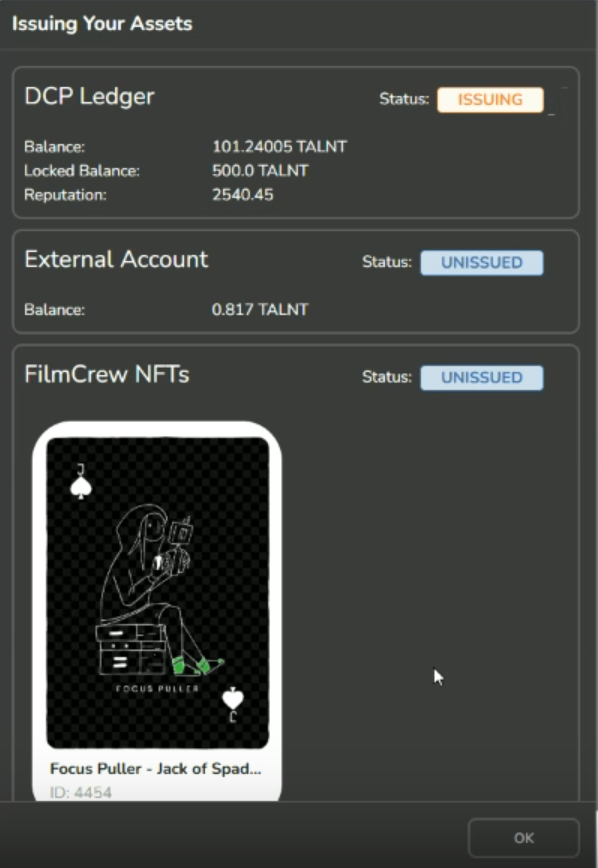 Issuing Your Assets
DCP Ledger
Status: ISSUING
Balance: 101.24005 TALNT
Locked Balance: 500.0 TALNT
Reputation: 2540.45
External Account
Status: UNISSUED
Balance: 0.817 TALNT
FilmCrew NFTs
Status: UNISSUED
J
FOCUS PULLER
J
Focus Puller - Jack of Spad...
ID: 4454
OK